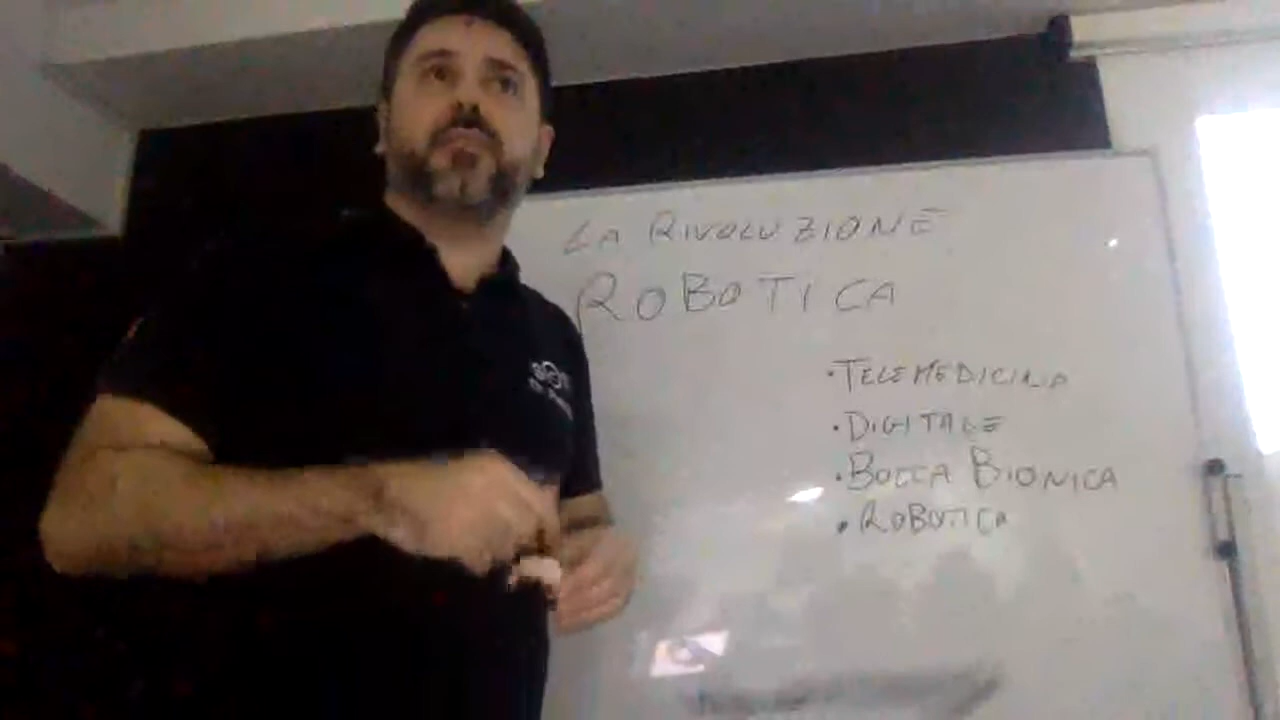 LA RIVOLUZIONE
ROBOTICA
• TELEMEDICINA
• DIGITALE
• BOCCA BIONICA
• ROBOTICA